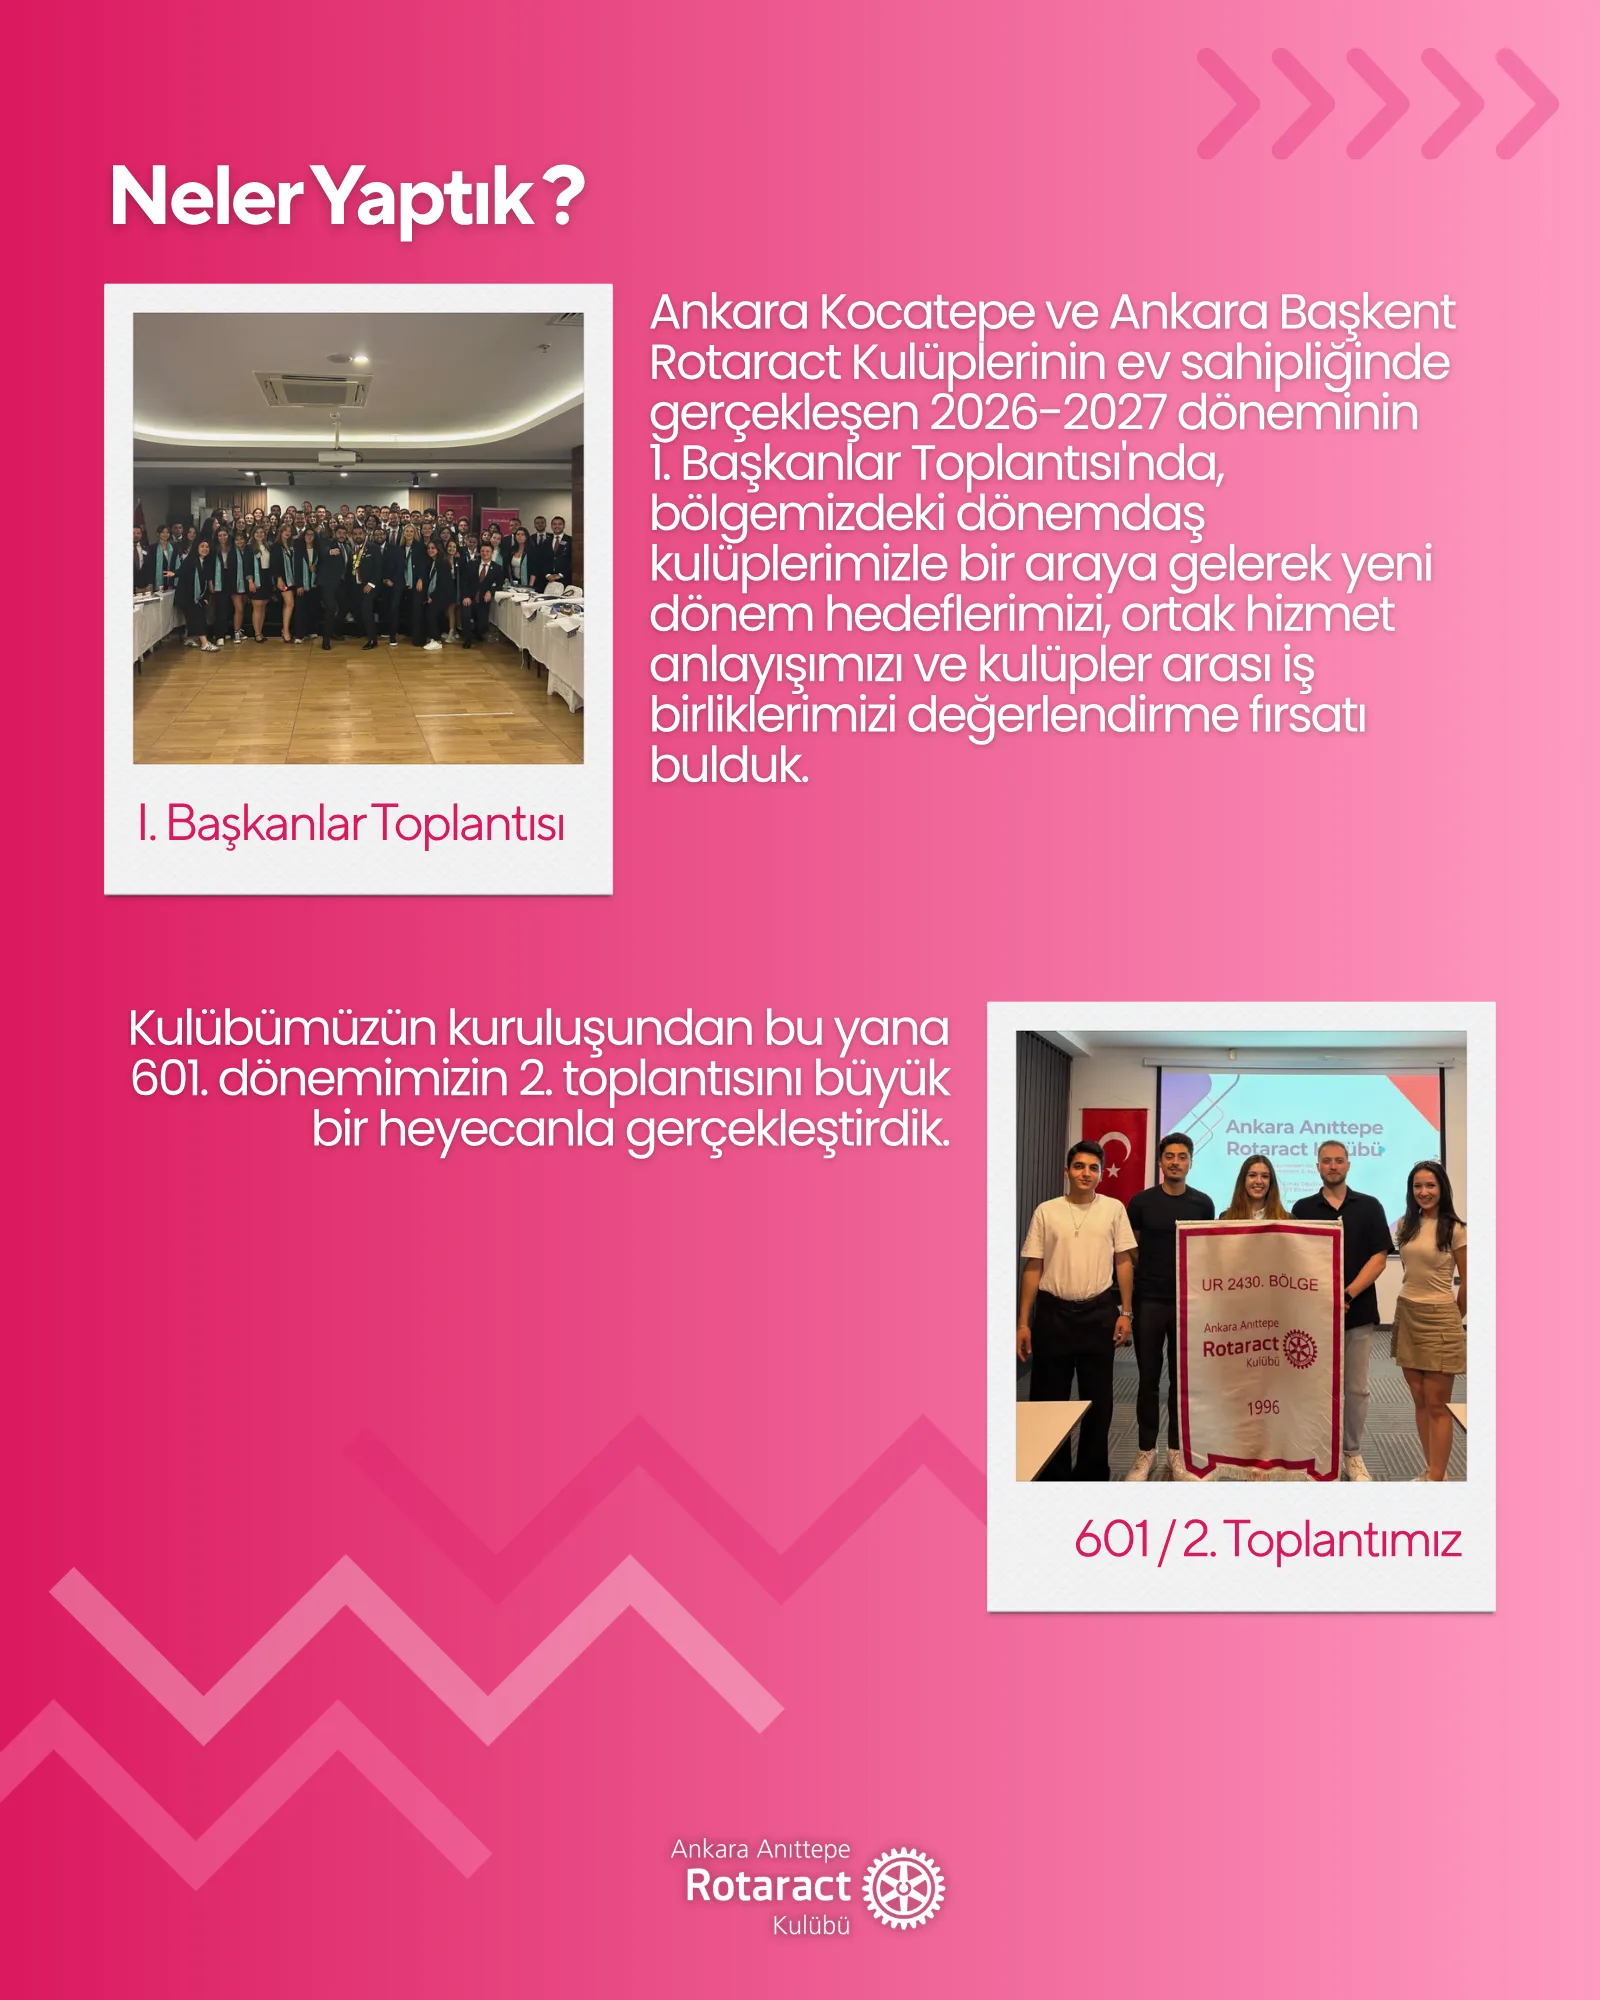 Neler Yaptık ?
Ankara Kocatepe ve Ankara Başkent
Rotaract Kulüplerinin ev sahipliğinde
gerçekleşen 2026-2027 döneminin
1. Başkanlar Toplantısı'nda,
bölgemizdeki dönemdaş
kulüplerimizle bir araya gelerek yeni
dönem hedeflerimizi, ortak hizmet
anlayışımızı ve kulüpler arası iş
birliklerimizi değerlendirme fırsatı
bulduk.
1. Başkanlar Toplantısı
Kulübümüzün kuruluşundan bu yana
601. dönemimizin 2. toplantısını büyük
bir heyecanla gerçekleştirdik.
Ankara Anıttepe
Rotaract
UR 2430. BÖLGE
Ankara Anıttepe
Rotaract
Kulübü
1996
601 / 2. Toplantımız
Ankara Anıttepe
Rotaract
Kulübü